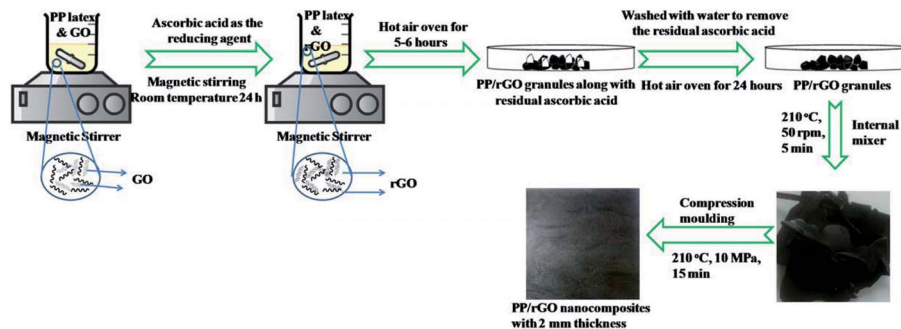 PP latex
& GO
Ascorbic acid as the
reducing agent
Magnetic stirring
Room temperature 24 h
Magnetic Stirrer
GO
PP latex
&
rGO
Magnetic Stirrer
rGO
Hot air oven for
5-6 hours
PP/rGO granules along with
residual ascorbic acid
Washed with water to remove
the residual ascorbic acid
Hot air oven for 24 hours
PP/rGO granules
210 °C,
50 rpm,
5 min
Internal
mixer
Compression
moulding
210 °C, 10 MPa,
15 min
PP/rGO nanocomposites
with 2 mm thickness